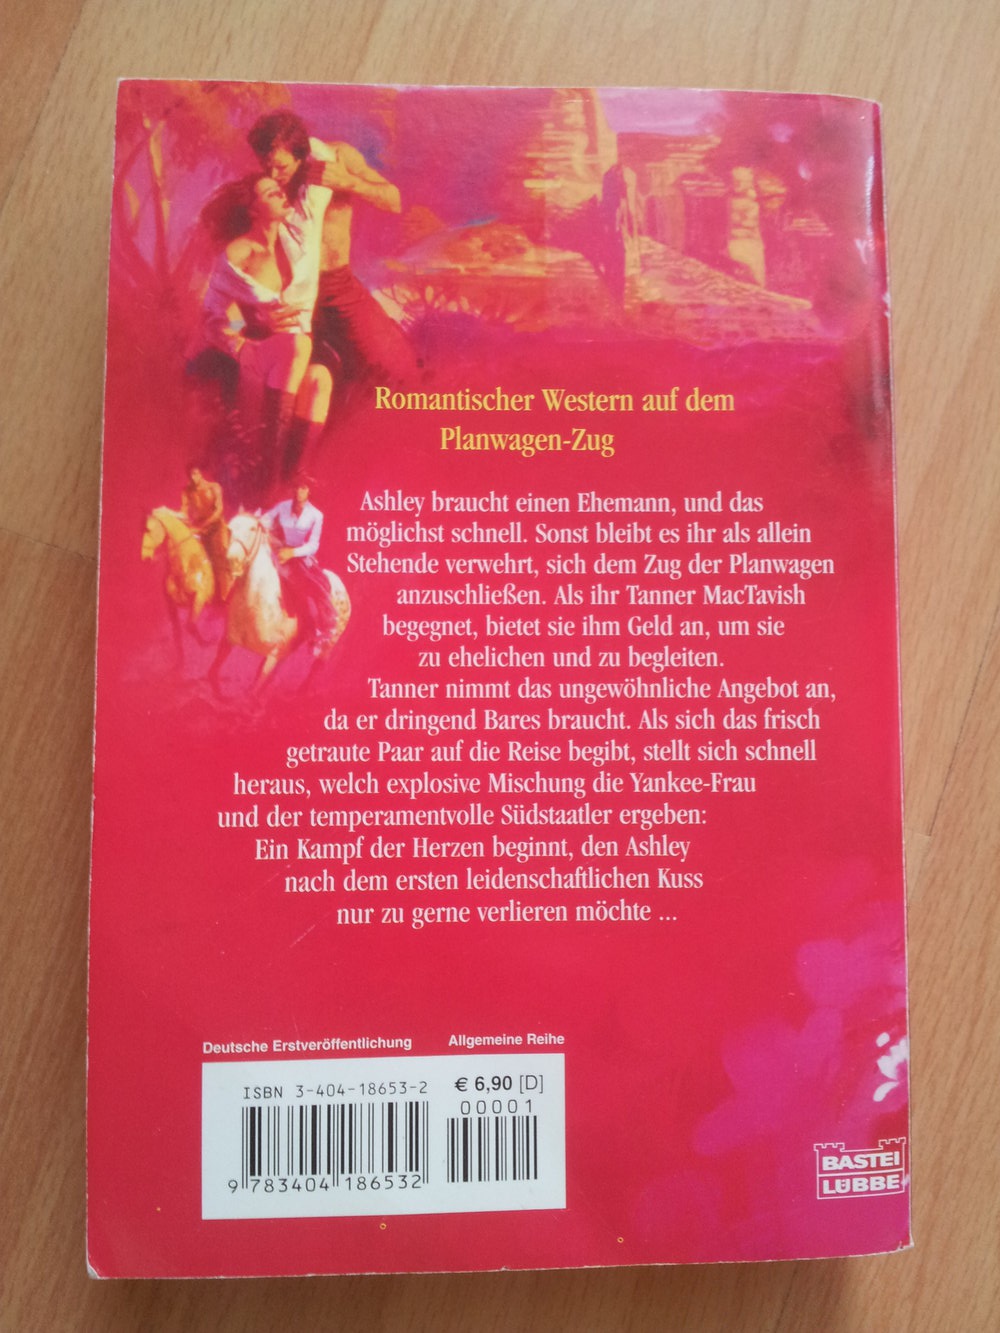 Romantischer Western auf dem
Planwagen-Zug
Ashley braucht einen Ehemann, und das
möglichst schnell. Sonst bleibt es ihr als allein
Stehende verwehrt, sich dem Zug der Planwagen
anzuschließen. Als ihr Tanner MacTavish
begegnet, bietet sie ihm Geld an, um sie
zu ehelichen und zu begleiten.
Tanner nimmt das ungewöhnliche Angebot an,
da er dringend Bares braucht. Als sich das frisch
getraute Paar auf die Reise begibt, stellt sich schnell
heraus, welch explosive Mischung die Yankee-Frau
und der temperamentvolle Südstaatler ergeben:
Ein Kampf der Herzen beginnt, den Ashley
nach dem ersten leidenschaftlichen Kuss
nur zu gerne verlieren möchte ...
Deutsche Erstveröffentlichung Allgemeine Reihe
ISBN 3-404-18653-2 € 6,90 [D]
00001
9 783404 186532
BASTEI
LÜBBE